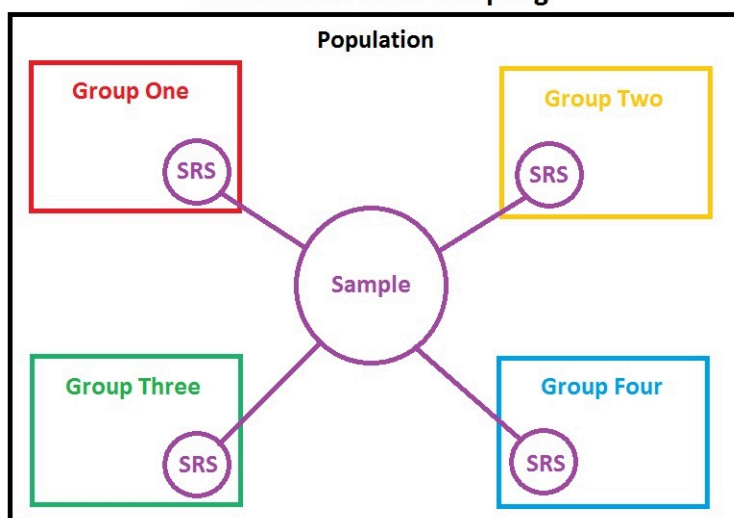 Population
Group One
Group Two
SRS
SRS
Sample
Group Three
Group Four
SRS
SRS